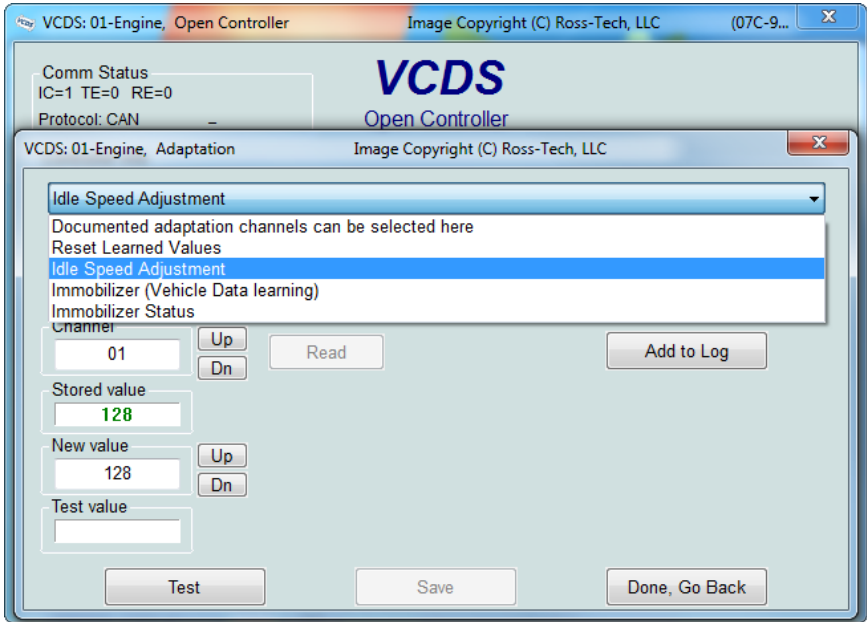 VCDS: 01-Engine, Open Controller Image Copyright (C) Ross-Tech, LLC (07C-9...
Comm Status
IC=1 TE=0 RE=0
Protocol: CAN
VCDS
Open Controller
VCDS: 01-Engine, Adaptation Image Copyright (C) Ross-Tech, LLC
Idle Speed Adjustment
Documented adaptation channels can be selected here
Reset Learned Values
Idle Speed Adjustment
Immobilizer (Vehicle Data learning)
Immobilizer Status
Channel
01
Up
Dn
Read
Add to Log
Stored value
128
New value
128
Up
Dn
Test value
Test
Save
Done, Go Back